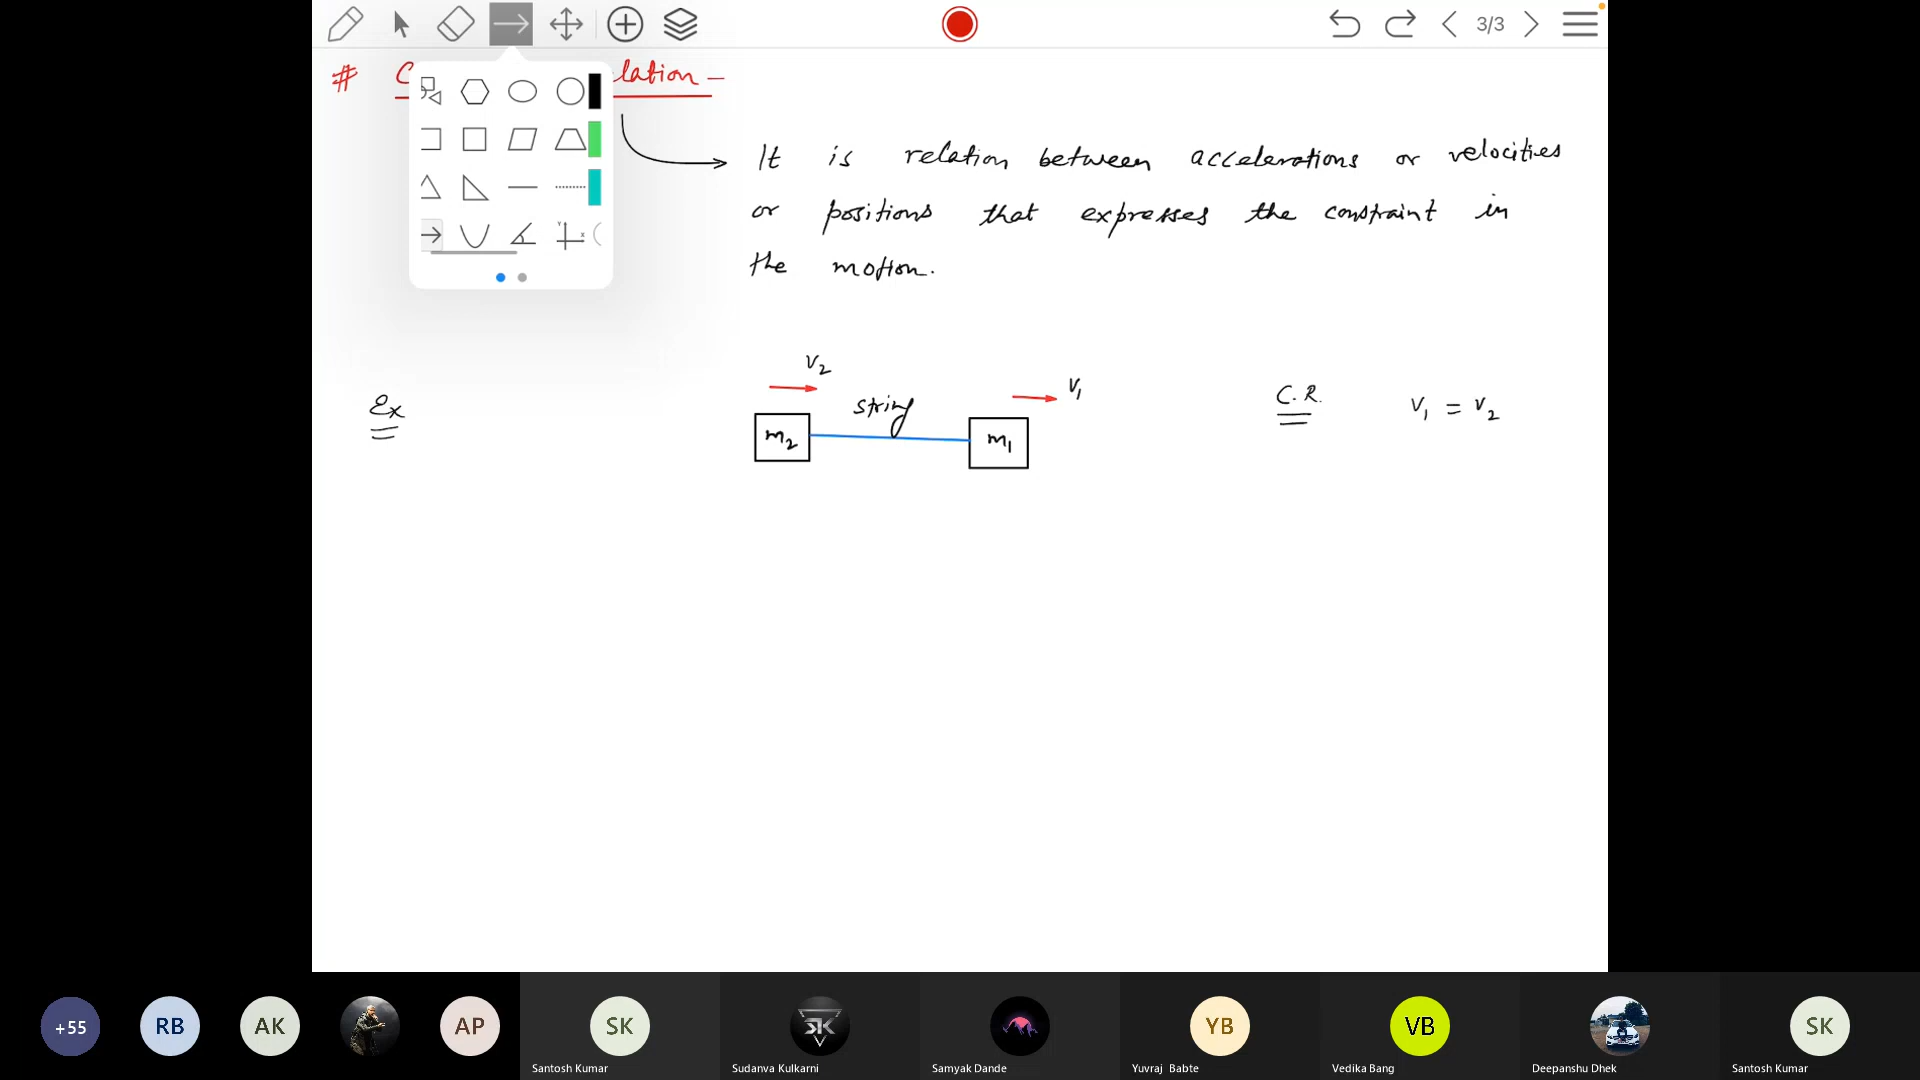 3/3
# C lation -
It is relation between accelerations or velocities
or positions that expresses the constraint in
the motion.
Ex
V2
string
V1
m2
m1
C.R.
V1 = V2
+55
RB
AK
AP
SK
SK
YB
VB
SK
Santosh Kumar
Sudanva Kulkarni
Samyak Dande
Yuvraj Babte
Vedika Bang
Deepanshu Dhek
Santosh Kumar